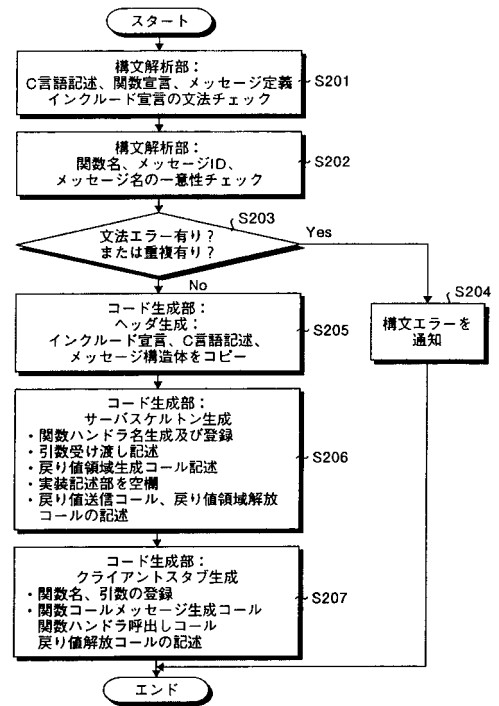 スタート
構文解析部：
C言語記述、関数宣言、メッセージ定義
インクルード宣言の文法チェック
S201
構文解析部：
関数名、メッセージID、
メッセージ名の一意性チェック
S202
S203
文法エラー有り？
または重複有り？
Yes
No
S204
構文エラーを
通知
コード生成部：
ヘッダ生成：
インクルード宣言、C言語記述、
メッセージ構造体をコピー
S205
コード生成部：
サーバスケルトン生成
・関数ハンドラ名生成及び登録
・引数受け渡し記述
・戻り値領域生成コール記述
・実装記述部を空欄
・戻り値送信コール、戻り値領域解放
コールの記述
S206
コード生成部：
クライアントスタブ生成
・関数名、引数の登録
・関数コールメッセージ生成コール
関数ハンドラ呼出しコール
戻り値解放コールの記述
S207
エンド